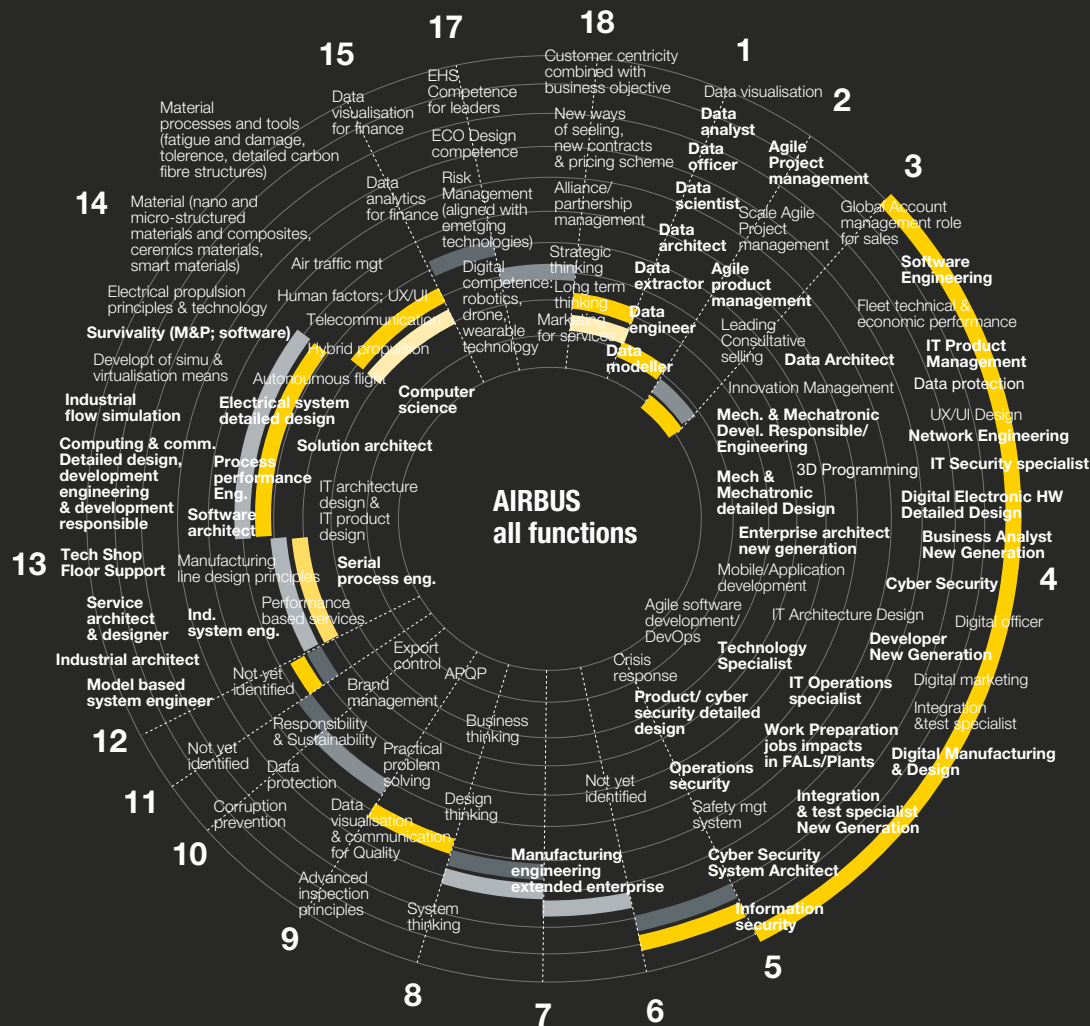 18
17
1
15
2
3
14
13
4
12
11
10
9
8
7
6
5
AIRBUS
all functions
Customer centricity
combined with
business objective
New ways
of seeling,
new contracts
& pricing scheme
Alliance/
partnership
management
Strategic
thinking
Long term
thinking
Marketing
for services
Data visualisation
Data
analyst
Data
officer
Data
scientist
Data
architect
Data
extractor
Data
engineer
Data
modeller
Agile
Project
management
Scale Agile
Project
management
Agile
product
management
Global Account
management role
for sales
Leading
Consultative
selling
Innovation Management
Software
Engineering
Fleet technical &
economic performance
IT Product
Management
Data Architect
Data protection
UX/UI Design
Network Engineering
Mech. & Mechatronic
Devel. Responsible/
Engineering
IT Security specialist
3D Programming
Mech &
Mechatronic
detailed Design
Digital Electronic HW
Detailed Design
Enterprise architect
new generation
Business Analyst
New Generation
Mobile/Application
development
Cyber Security
Agile software
development/
DevOps
IT Architecture Design
Digital officer
Developer
New Generation
Technology
Specialist
Digital marketing
IT Operations
specialist
Integration
&test specialist
Product/ cyber
security detailed
design
Work Preparation
jobs impacts
in FALs/Plants
Digital Manufacturing
& Design
Operations
security
Integration
& test specialist
New Generation
Safety mgt
system
Cyber Security
System Architect
Information
security
Crisis
response
Not yet
identified
Manufacturing
engineering
extended enterprise
Business
thinking
Design
thinking
System
thinking
APQP
Practical
problem
solving
Data
visualisation
& communication
for Quality
Advanced
inspection
principles
Export
control
Brand
management
Responsibility
& Sustainability
Data
protection
Corruption
prevention
Not yet
identified
Not yet
identified
EHS
Competence
for leaders
ECO Design
competence
Risk
Management
(aligned with
emetging
technologies)
Digital
competence:
robotics,
drone,
wearable
technology
Data
visualisation
for finance
Data
analytics
for finance
Material
processes and tools
(fatigue and damage,
tolerence, detailed carbon
fibre structures)
Material (nano and
micro-structured
materials and composites,
ceremics materials,
smart materials)
Air traffic mgt
Electrical propulsion
principles & technology
Human factors: UX/UI
Telecommunication
Survivality (M&P; software)
Hybrid propulsion
Developt of simu &
virtualisation means
Autonoumous flight
Computer
science
Industrial
flow simulation
Electrical system
detailed design
Computing & comm.
Detailed design,
development
engineering
& development
responsible
Solution architect
Process
performance
Eng.
IT architecture
design &
IT product
design
Software
architect
Tech Shop
Floor Support
Manufacturing
line design principles
Serial
process eng.
Service
architect
& designer
Ind.
system eng.
Performance
based services
Industrial architect
Model based
system engineer